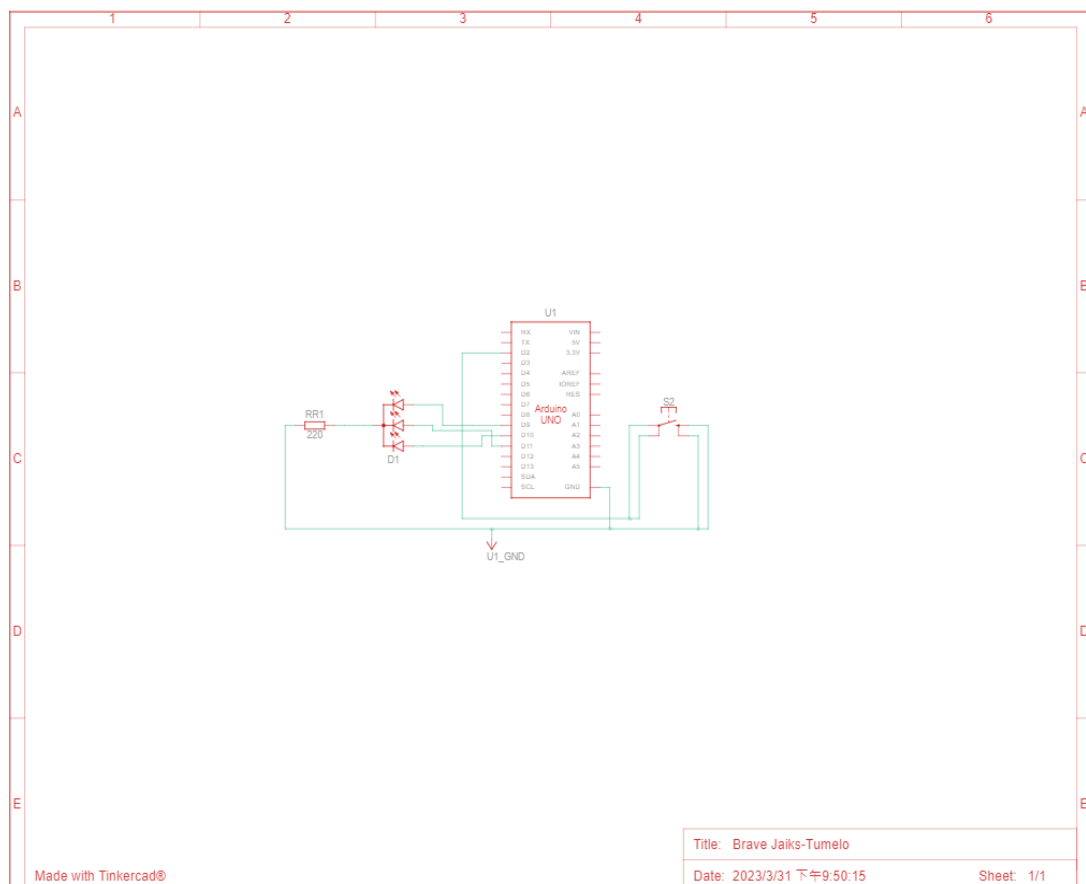 1 2 3 4 5 6
A A
B B
U1
RX VIN
TX 5V
D2 3.3V
D3
D4 AREF
D5 IOREF
D6 RES
D7
D8 A0
Arduino
UNO
D9 A1
D10 A2
D11 A3
D12 A4
D13 A5
SDA
SCL GND
RR1
220
D1
S2
C C
U1_GND
D D
E E
Title: Brave Jaiks-Tumelo
Made with Tinkercad®
Date: 2023/3/31 下午9:50:15 Sheet: 1/1